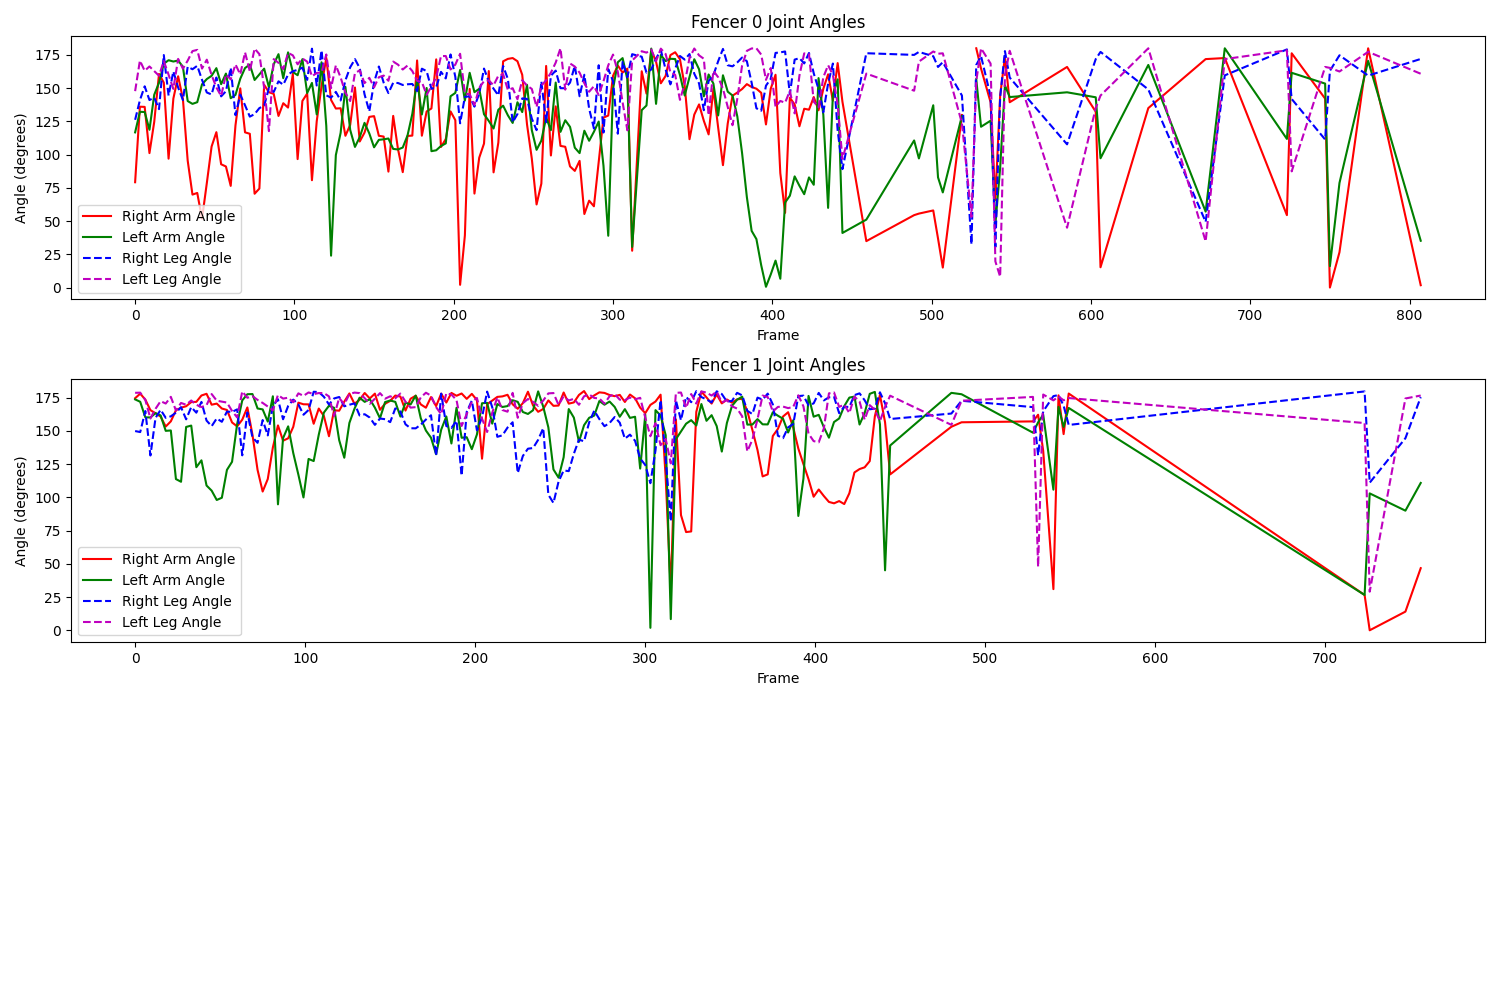 Fencer 0 Joint Angles
175
150
125
100
75
50
25
0
Angle (degrees)
Right Arm Angle
Left Arm Angle
Right Leg Angle
Left Leg Angle
0 100 200 300 400 500 600 700 800
Frame
Fencer 1 Joint Angles
175
150
125
100
75
50
25
0
Angle (degrees)
Right Arm Angle
Left Arm Angle
Right Leg Angle
Left Leg Angle
0 100 200 300 400 500 600 700
Frame